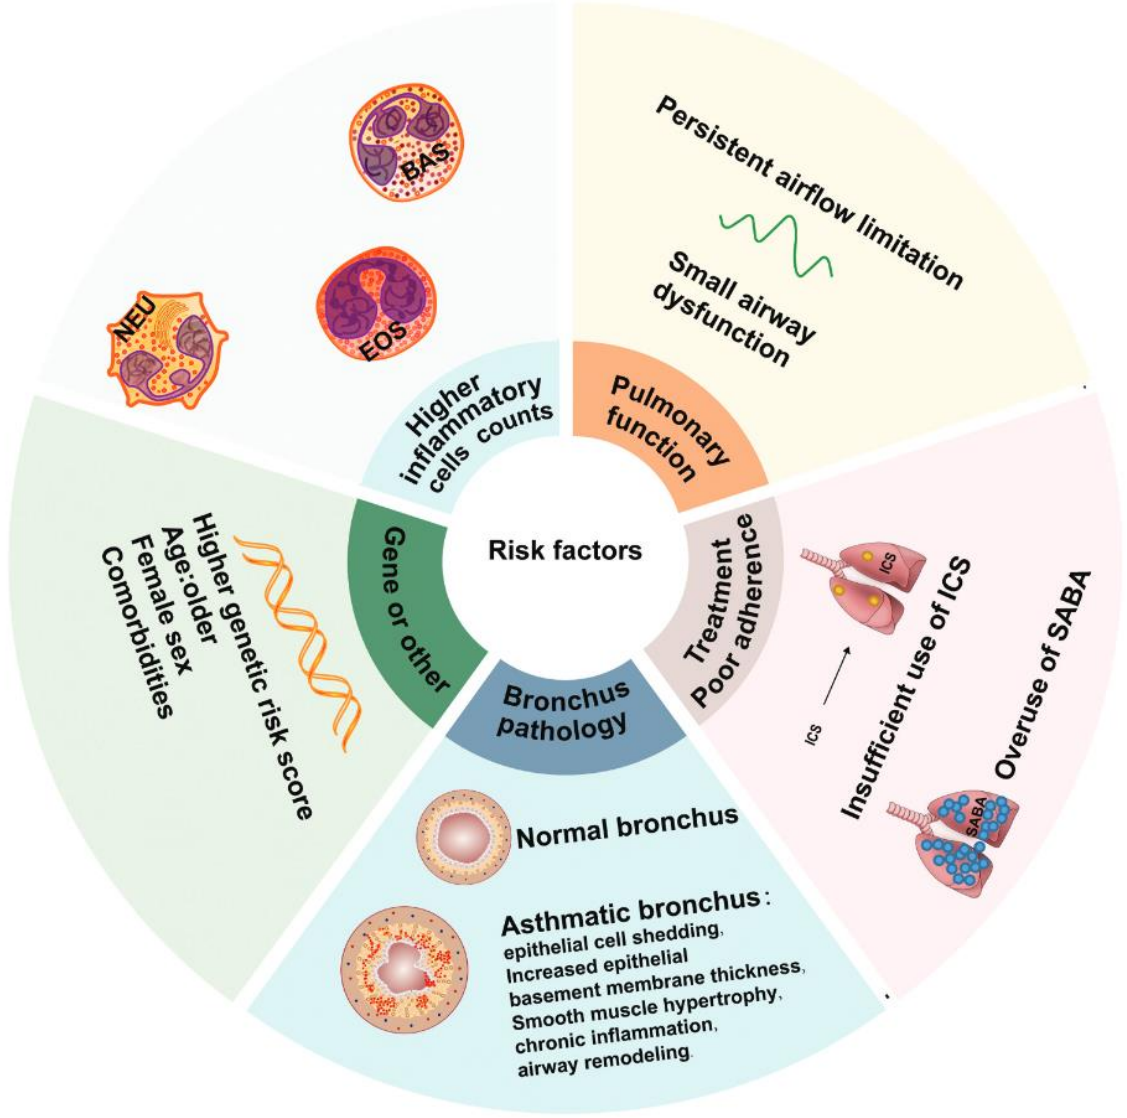 Risk factors
Higher
inflammatory
cells counts
BAS
EOS
NEU
Pulmonary
function
Persistent airflow limitation
Small airway
dysfunction
Treatment
Poor adherence
ICS
ICS
Insufficient use of ICS
SABA
Overuse of SABA
Bronchus
pathology
Normal bronchus
Asthmatic bronchus:
epithelial cell shedding,
Increased epithelial
basement membrane thickness,
Smooth muscle hypertrophy,
chronic inflammation,
airway remodeling.
Gene or other
Higher genetic risk score
Age:older
Female sex
Comorbidities